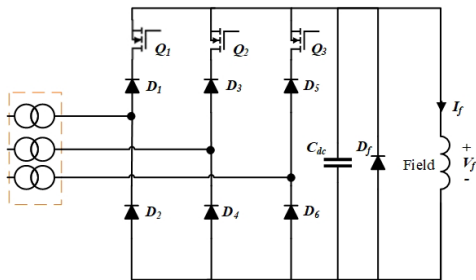 Q1 Q2 Q3
D1 D3 D5
If
Cdc Df Field + Vf -
D2 D4 D6